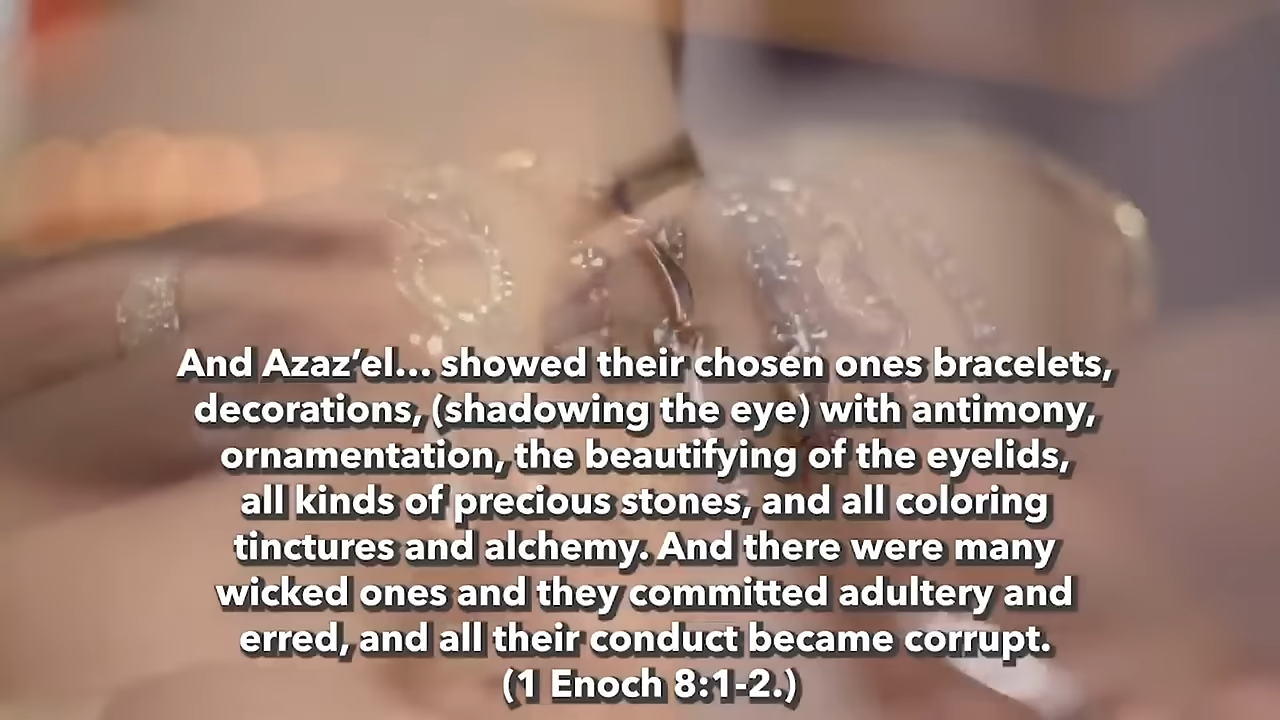 And Azaz’el... showed their chosen ones bracelets,
decorations, (shadowing the eye) with antimony,
ornamentation, the beautifying of the eyelids,
all kinds of precious stones, and all coloring
tinctures and alchemy. And there were many
wicked ones and they committed adultery and
erred, and all their conduct became corrupt.
(1 Enoch 8:1-2.)